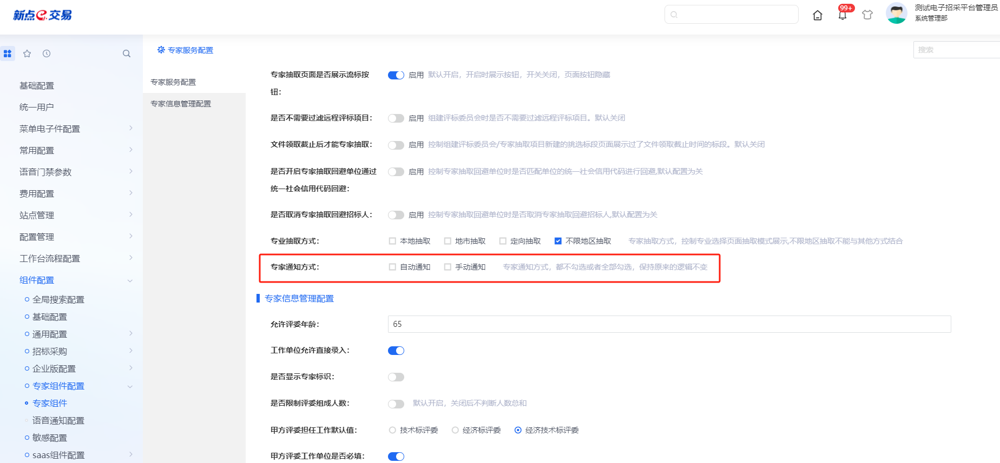 新点e交易
99+
测试电子招采平台管理员
系统管理部
专家服务配置
搜索
基础配置
统一用户
菜单电子件配置
常用配置
语音门禁参数
费用配置
站点管理
配置管理
工作台流程配置
组件配置
全局搜索配置
基础配置
通用配置
招标采购
企业版配置
专家组件配置
专家组件
语音通知配置
敏感配置
saas组件配置
专家服务配置
专家信息管理配置
专家抽取页面是否展示流标按
钮：
启用 默认开启，开启时展示按钮，开关关闭，页面按钮隐藏
是否不需要过滤远程评标项目： 启用 组建评标委员会时是否不需要过滤远程评标项目。默认关闭
文件领取截止后才能专家抽取： 启用 控制组建评标委员会/专家抽取项目新建的挑选标段页面展示过了文件领取截止时间的标段。默认关闭
是否开启专家抽取回避单位通过
统一社会信用代码回避：
启用 控制专家抽取回避单位时是否匹配单位的统一社会信用代码进行回避,默认配置为关
是否取消专家抽取回避招标人： 启用 控制专家抽取回避单位时是否取消专家抽取回避招标人,默认配置为关
专业抽取方式： 本地抽取 地市抽取 定向抽取 不限地区抽取 专家抽取方式，控制专业选择页面抽取模式展示,不限地区抽取不能与其他方式结合
专家通知方式： 自动通知 手动通知 专家通知方式，都不勾选或者全部勾选，保持原来的逻辑不变
专家信息管理配置
允许评委年龄： 65
工作单位允许直接录入：
是否显示专家标识：
是否限制评委组成人数： 默认开启，关闭后不判断人数总和
甲方评委担任工作默认值： 技术标评委 经济标评委 经济技术标评委
甲方评委工作单位是否必填：